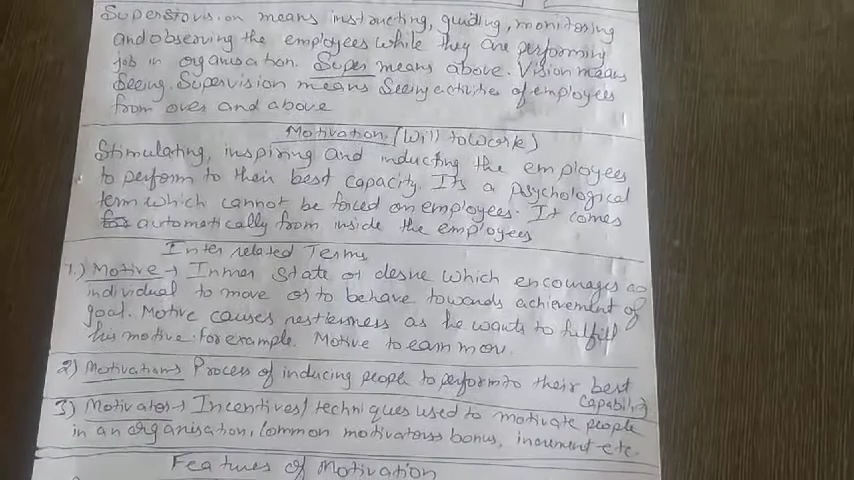 Supervision means instructing, guiding, monitoring
and observing the employees while they are performing
job in organisation. Super means above. Vision means
Seeing. Supervision means Seeing activities of employees
from over and above
Motivation (Will to work)
Stimulating, inspiring and inducting the employees
to perform to their best capacity. Its a Psychological
term which cannot be forced on employees. It comes
automatically from inside the employees
Inter related Terms
1.) Motive → Inner State of desire which encourages an
individual to move or to behave towards achievement of
goal. Motive causes restlessness as he wants to fulfill
his motive. for example. Motive to earn more.
2) Motivation → Process of inducing people to perform to their best
capability
3) Motivator → Incentives/techniques used to motivate people
in an organisation, common motivators bonus, increment etc.
Features of Motivation